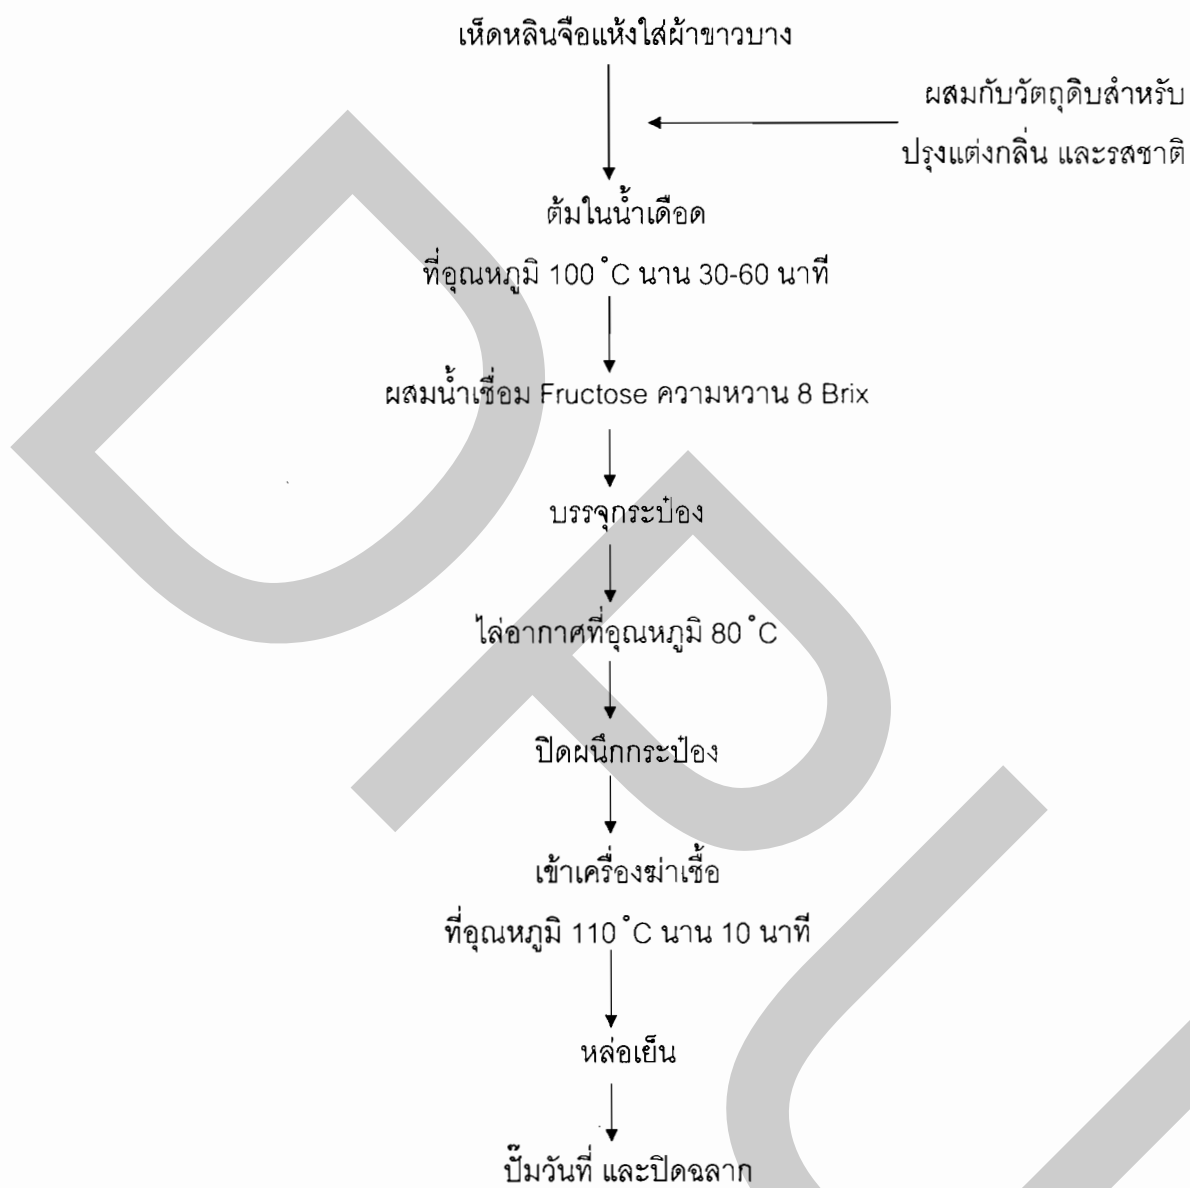 เห็ดหลินจือแห้งใส่ผ้าขาวบาง
ผสมกับวัตถุดิบสำหรับ
ปรุงแต่งกลิ่น และรสชาติ
ต้มในน้ำเดือด
ที่อุณหภูมิ 100 °C นาน 30-60 นาที
ผสมน้ำเชื่อม Fructose ความหวาน 8 Brix
บรรจุกระป๋อง
ไล่อากาศที่อุณหภูมิ 80 °C
ปิดผนึกกระป๋อง
เข้าเครื่องฆ่าเชื้อ
ที่อุณหภูมิ 110 °C นาน 10 นาที
หล่อเย็น
ปั๊มวันที่ และปิดฉลาก
DPU